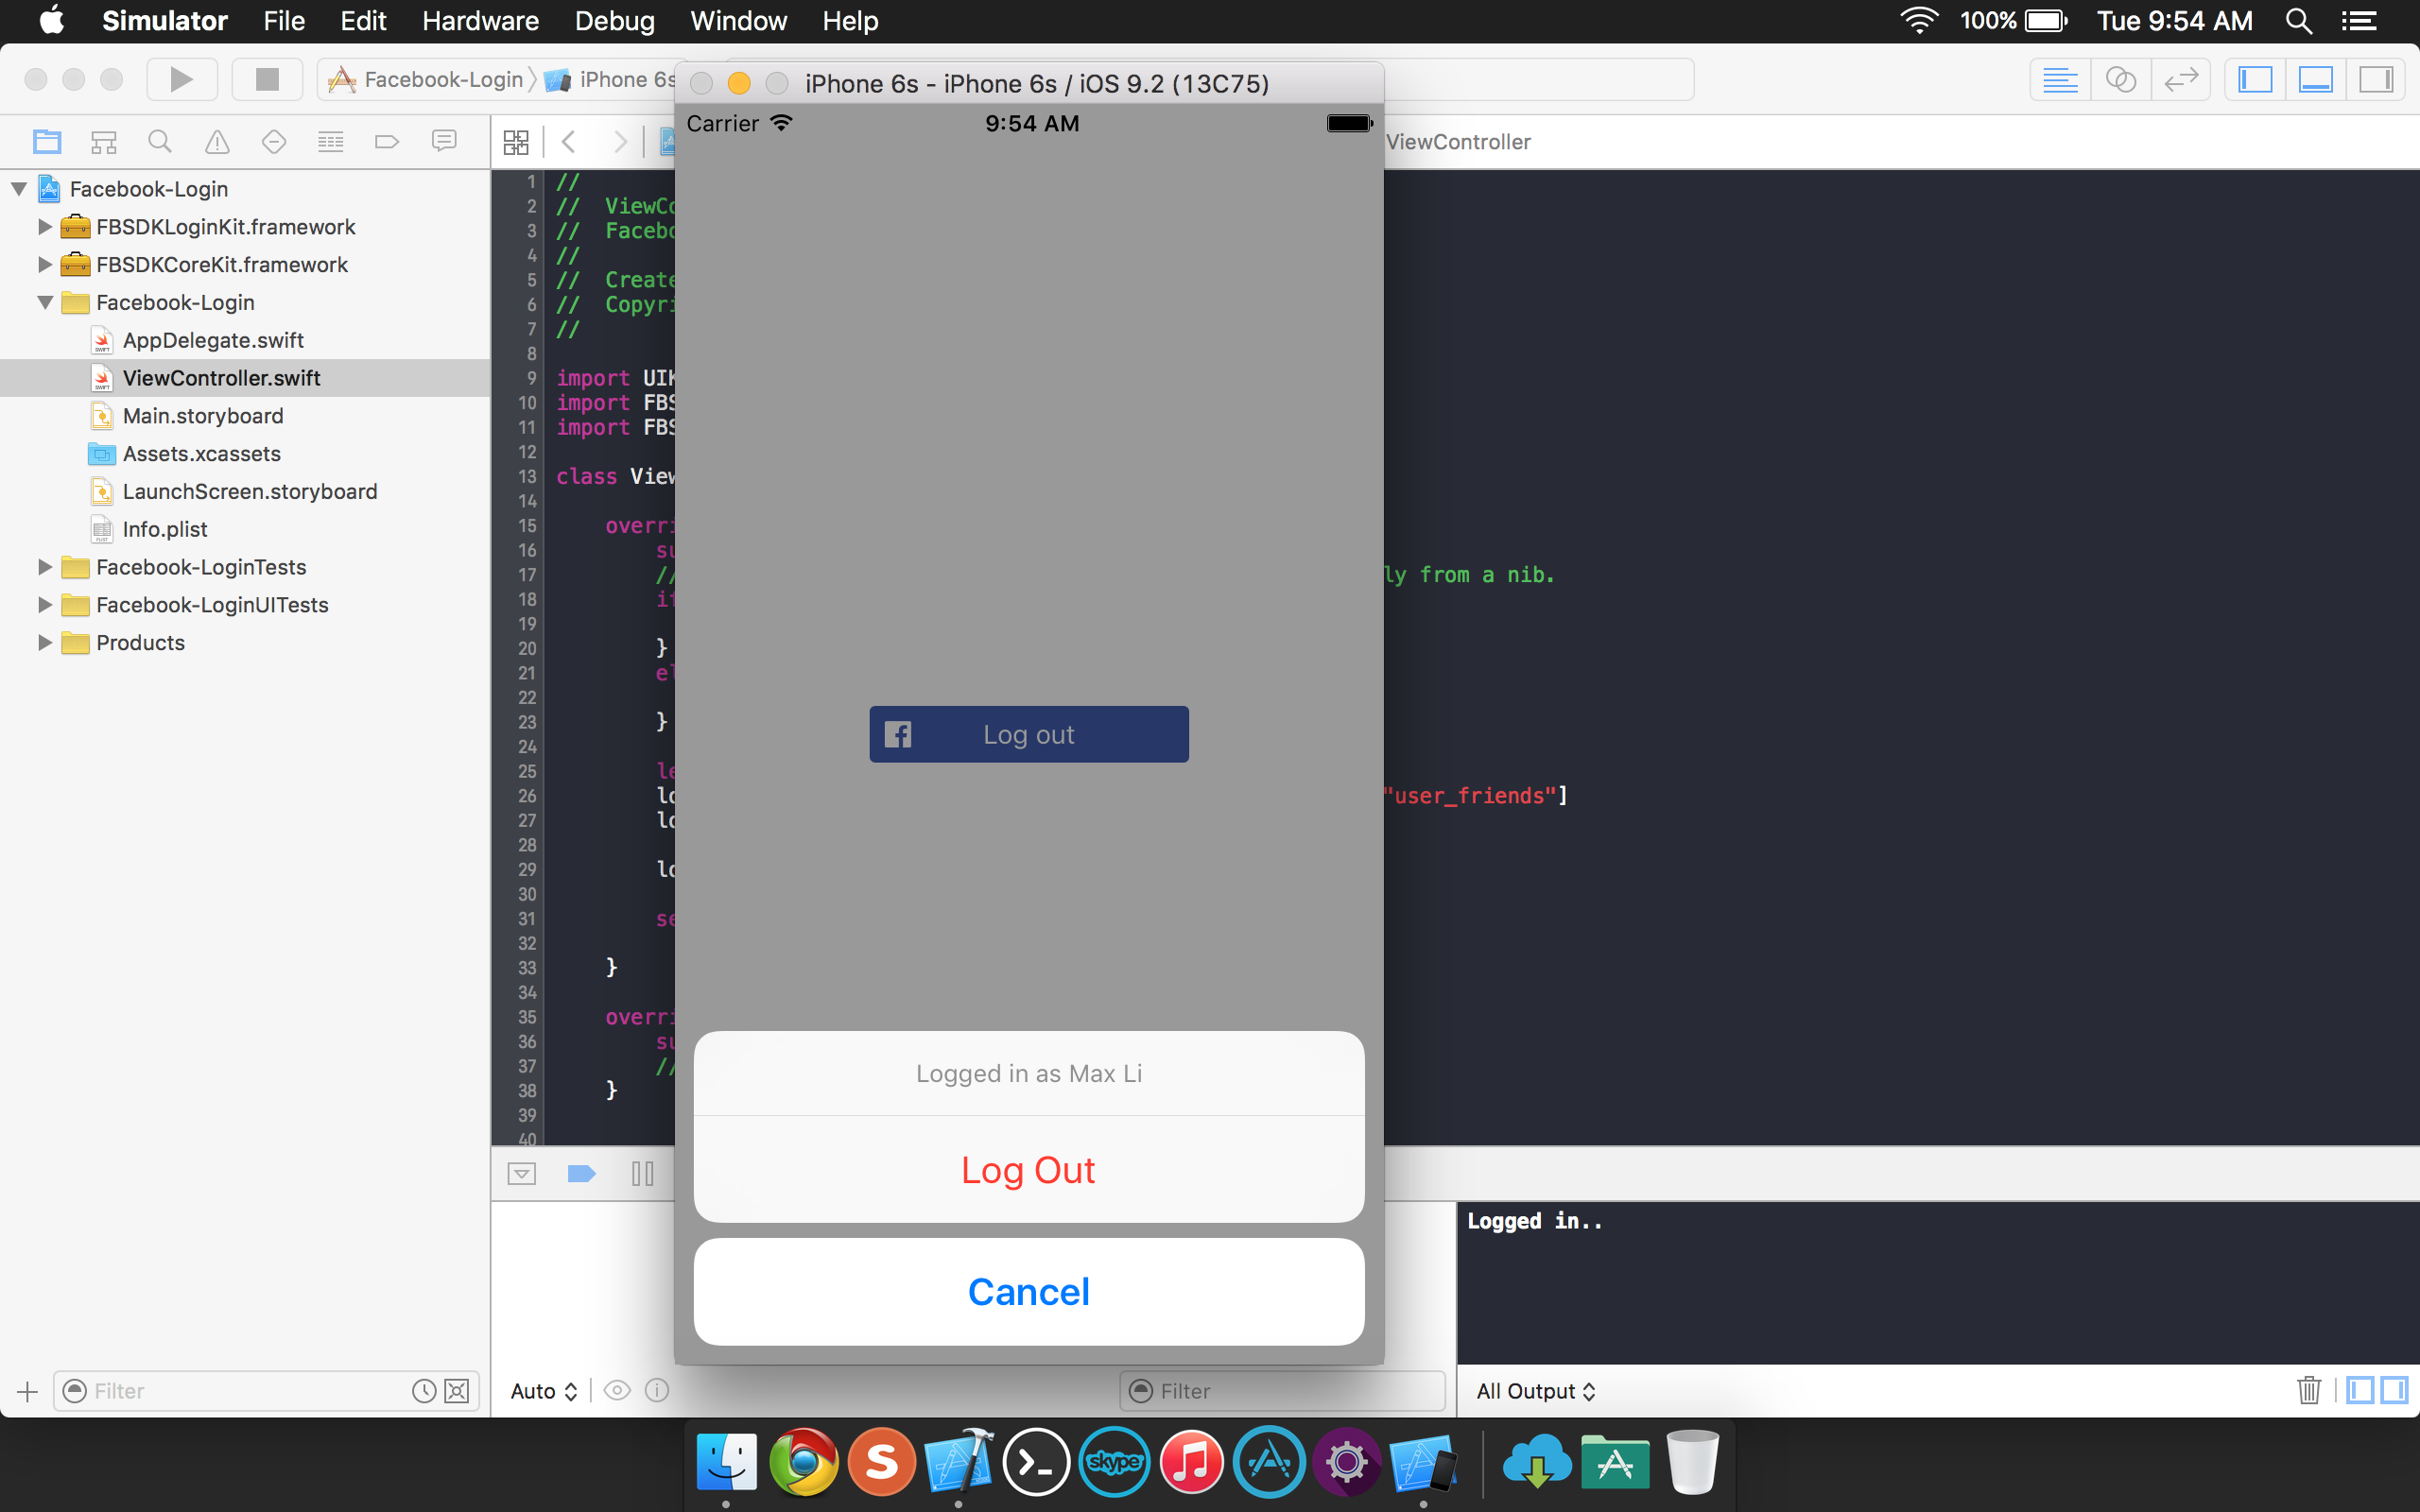 Simulator File Edit Hardware Debug Window Help 100% Tue 9:54 AM
Facebook-Login iPhone 6s
iPhone 6s - iPhone 6s / iOS 9.2 (13C75)
Carrier 9:54 AM
ViewController
Facebook-Login
FBSDKLoginKit.framework
FBSDKCoreKit.framework
Facebook-Login
AppDelegate.swift
ViewController.swift
Main.storyboard
Assets.xcassets
LaunchScreen.storyboard
Info.plist
Facebook-LoginTests
Facebook-LoginUITests
Products
Filter
1 //
2 // ViewCo
3 // Facebo
4 //
5 // Create
6 // Copyri
7 //
8
9 import UIK
10 import FBS
11 import FBS
12
13 class View
14
15 overri
16 su
17 // ly from a nib.
18 if
19
20 }
21 el
22
23 }
24
25 le
26 lo "user_friends"]
27 lo
28
29 lo
30
31 se
32
33 }
34
35 overri
36 su
37 //
38 }
39
40
Log out
Logged in as Max Li
Log Out
Cancel
Logged in..
Auto
Filter
All Output
S
skype